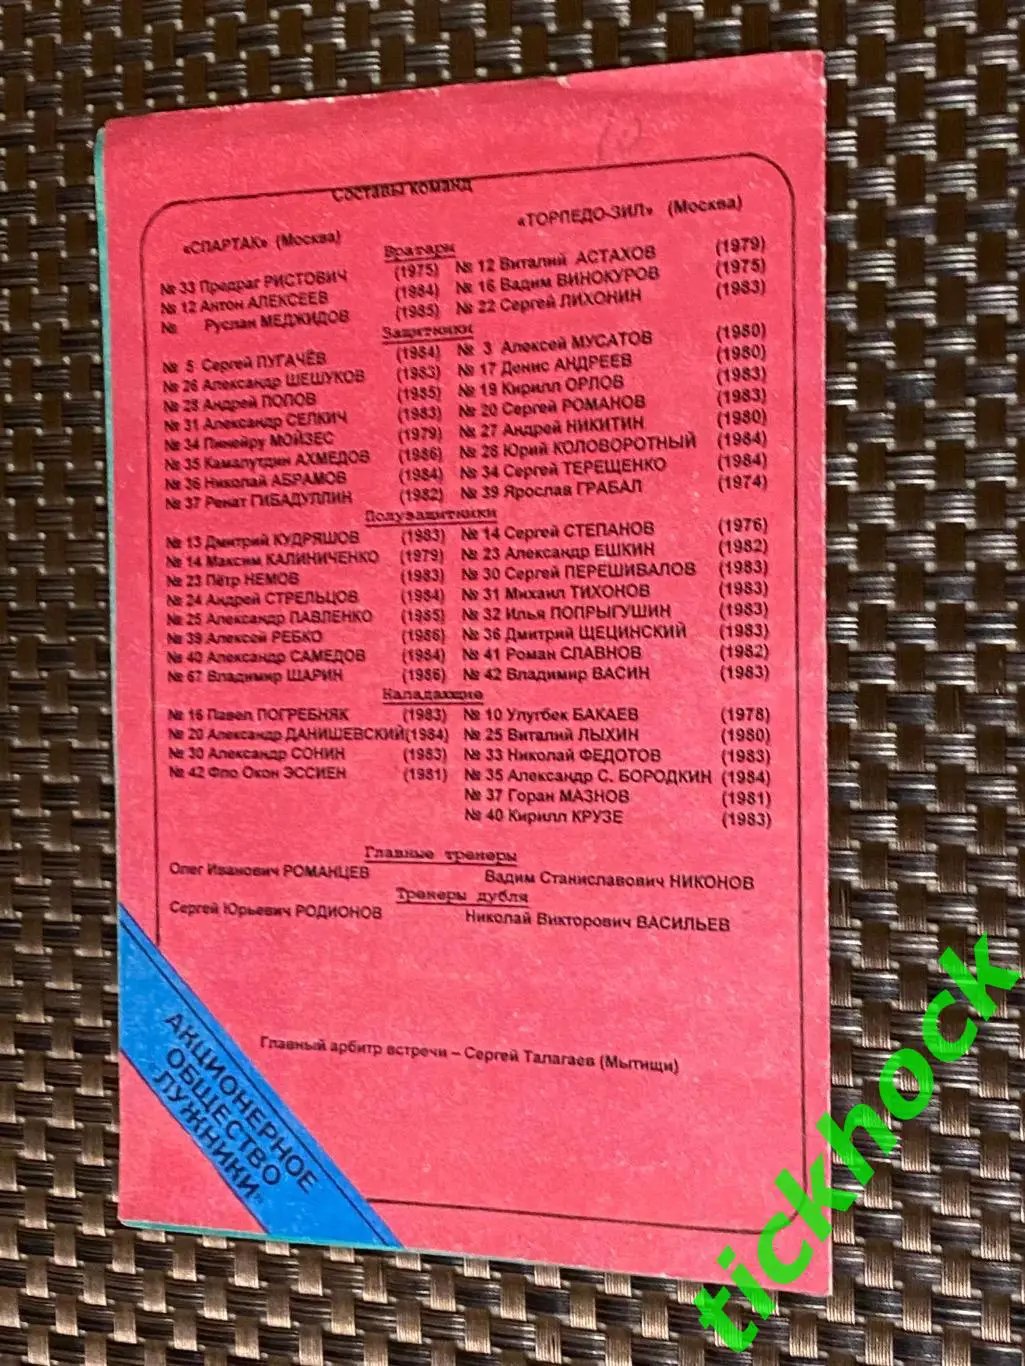 Составы команд
«СПАРТАК» (Москва) «ТОРПЕДО-ЗИЛ» (Москва)
Вратари
№ 33 Предраг РИСТОВИЧ (1975) № 12 Виталий АСТАХОВ (1979)
№ 12 Антон АЛЕКСЕЕВ (1984) № 16 Вадим ВИНОКУРОВ (1975)
№ Руслан МЕДЖИДОВ (1985) № 22 Сергей ЛИХОНИН (1983)
Защитники
№ 5 Сергей ПУГАЧЁВ (1984) № 3 Алексей МУСАТОВ (1980)
№ 26 Александр ШЕШУКОВ (1983) № 17 Денис АНДРЕЕВ (1980)
№ 28 Андрей ПОПОВ (1985) № 19 Кирилл ОРЛОВ (1983)
№ 31 Александр СЕЛКИЧ (1983) № 20 Сергей РОМАНОВ (1983)
№ 34 Пинейру МОЙЗЕС (1979) № 27 Андрей НИКИТИН (1980)
№ 35 Камалутдин АХМЕДОВ (1986) № 28 Юрий КОЛОВОРОТНЫЙ (1984)
№ 36 Николай АБРАМОВ (1984) № 34 Сергей ТЕРЕЩЕНКО (1984)
№ 37 Ренат ГИБАДУЛЛИН (1982) № 39 Ярослав ГРАБАЛ (1974)
Полузащитники
№ 13 Дмитрий КУДРЯШОВ (1983) № 14 Сергей СТЕПАНОВ (1976)
№ 14 Максим КАЛИНИЧЕНКО (1979) № 23 Александр ЕШКИН (1982)
№ 23 Пётр НЕМОВ (1983) № 30 Сергей ПЕРЕШИВАЛОВ (1983)
№ 24 Андрей СТРЕЛЬЦОВ (1984) № 31 Михаил ТИХОНОВ (1983)
№ 25 Александр ПАВЛЕНКО (1985) № 32 Илья ПОПРЫГУШИН (1983)
№ 39 Алексей РЕБКО (1986) № 36 Дмитрий ЩЕЦИНСКИЙ (1983)
№ 40 Александр САМЕДОВ (1984) № 41 Роман СЛАВНОВ (1982)
№ 67 Владимир ШАРИН (1986) № 42 Владимир ВАСИН (1983)
Нападающие
№ 16 Павел ПОГРЕБНЯК (1983) № 10 Улугбек БАКАЕВ (1978)
№ 20 Александр ДАНИШЕВСКИЙ (1984) № 25 Виталий ЛЫХИН (1980)
№ 30 Александр СОНИН (1983) № 33 Николай ФЕДОТОВ (1983)
№ 42 Фло Окон ЭССИЕН (1981) № 35 Александр С. БОРОДКИН (1984)
№ 37 Горан МАЗНОВ (1981)
№ 40 Кирилл КРУЗЕ (1983)
Главные тренеры
Олег Иванович РОМАНЦЕВ Вадим Станиславович НИКОНОВ
Тренеры дубля
Сергей Юрьевич РОДИОНОВ Николай Викторович ВАСИЛЬЕВ
Главный арбитр встречи – Сергей Талагаев (Мытищи)
АКЦИОНЕРНОЕ
ОБЩЕСТВО
ЛУЖНИКИ»
tickhock